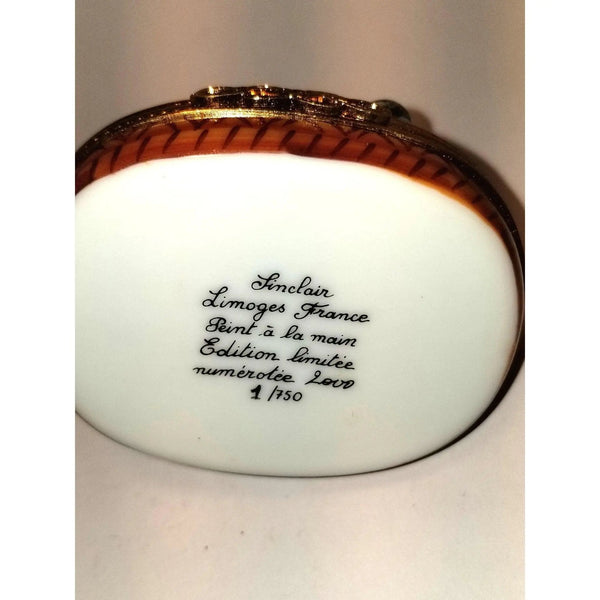 Sinclair
Limoges France
Peint à la main
Edition limitée
numérotée 2000
1/750